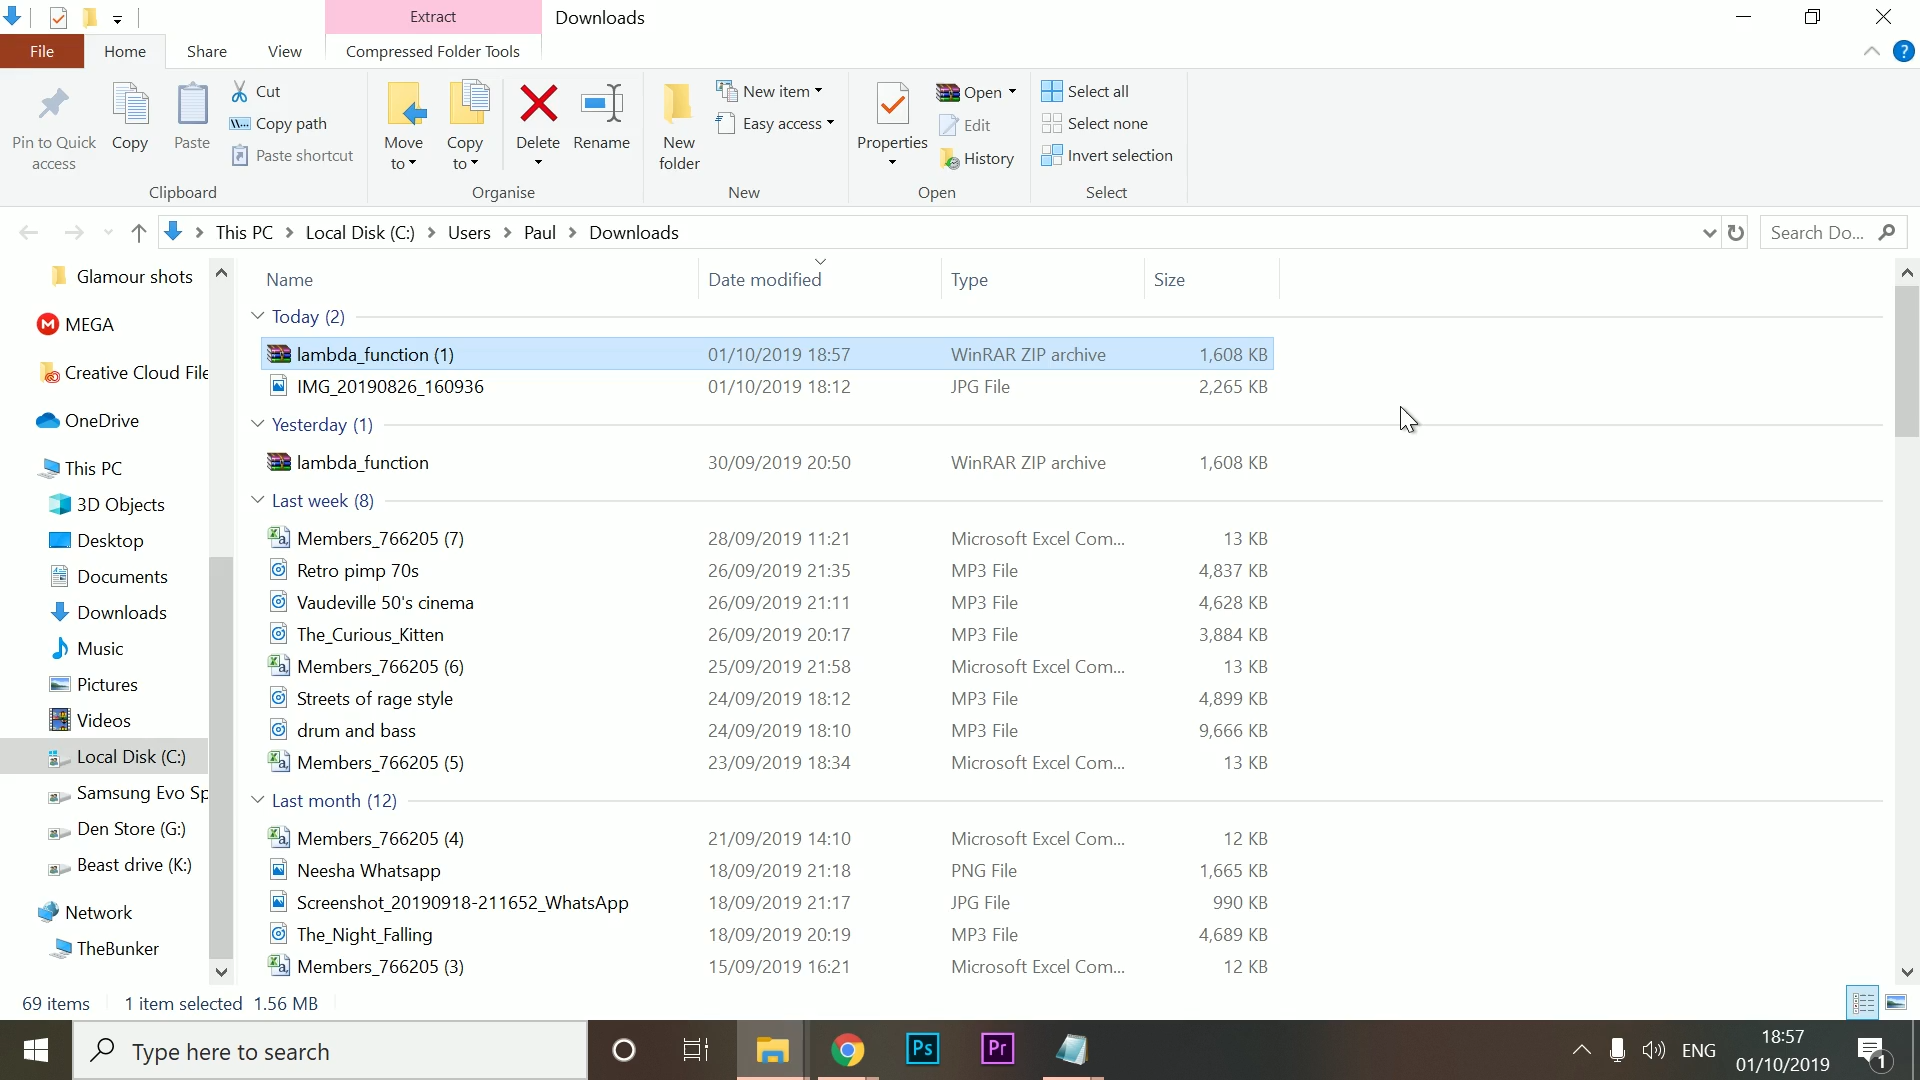 Extract
Downloads
File
Home
Share
View
Compressed Folder Tools
?
Pin to Quick access
Copy
Paste
Cut
Copy path
Paste shortcut
Clipboard
Move to
Copy to
Delete
Rename
Organise
New folder
New item
Easy access
New
Properties
Open
Edit
History
Open
Select all
Select none
Invert selection
Select
This PC > Local Disk (C:) > Users > Paul > Downloads
Search Do...
Glamour shots
MEGA
Creative Cloud File
OneDrive
This PC
3D Objects
Desktop
Documents
Downloads
Music
Pictures
Videos
Local Disk (C:)
Samsung Evo Sp
Den Store (G:)
Beast drive (K:)
Network
TheBunker
Name Date modified Type Size
Today (2)
lambda_function (1) 01/10/2019 18:57 WinRAR ZIP archive 1,608 KB
IMG_20190826_160936 01/10/2019 18:12 JPG File 2,265 KB
Yesterday (1)
lambda_function 30/09/2019 20:50 WinRAR ZIP archive 1,608 KB
Last week (8)
Members_766205 (7) 28/09/2019 11:21 Microsoft Excel Com... 13 KB
Retro pimp 70s 26/09/2019 21:35 MP3 File 4,837 KB
Vaudeville 50's cinema 26/09/2019 21:11 MP3 File 4,628 KB
The_Curious_Kitten 26/09/2019 20:17 MP3 File 3,884 KB
Members_766205 (6) 25/09/2019 21:58 Microsoft Excel Com... 13 KB
Streets of rage style 24/09/2019 18:12 MP3 File 4,899 KB
drum and bass 24/09/2019 18:10 MP3 File 9,666 KB
Members_766205 (5) 23/09/2019 18:34 Microsoft Excel Com... 13 KB
Last month (12)
Members_766205 (4) 21/09/2019 14:10 Microsoft Excel Com... 12 KB
Neesha Whatsapp 18/09/2019 21:18 PNG File 1,665 KB
Screenshot_20190918-211652_WhatsApp 18/09/2019 21:17 JPG File 990 KB
The_Night_Falling 18/09/2019 20:19 MP3 File 4,689 KB
Members_766205 (3) 15/09/2019 16:21 Microsoft Excel Com... 12 KB
69 items 1 item selected 1.56 MB
Type here to search
Ps
Pr
ENG
18:57
01/10/2019
1